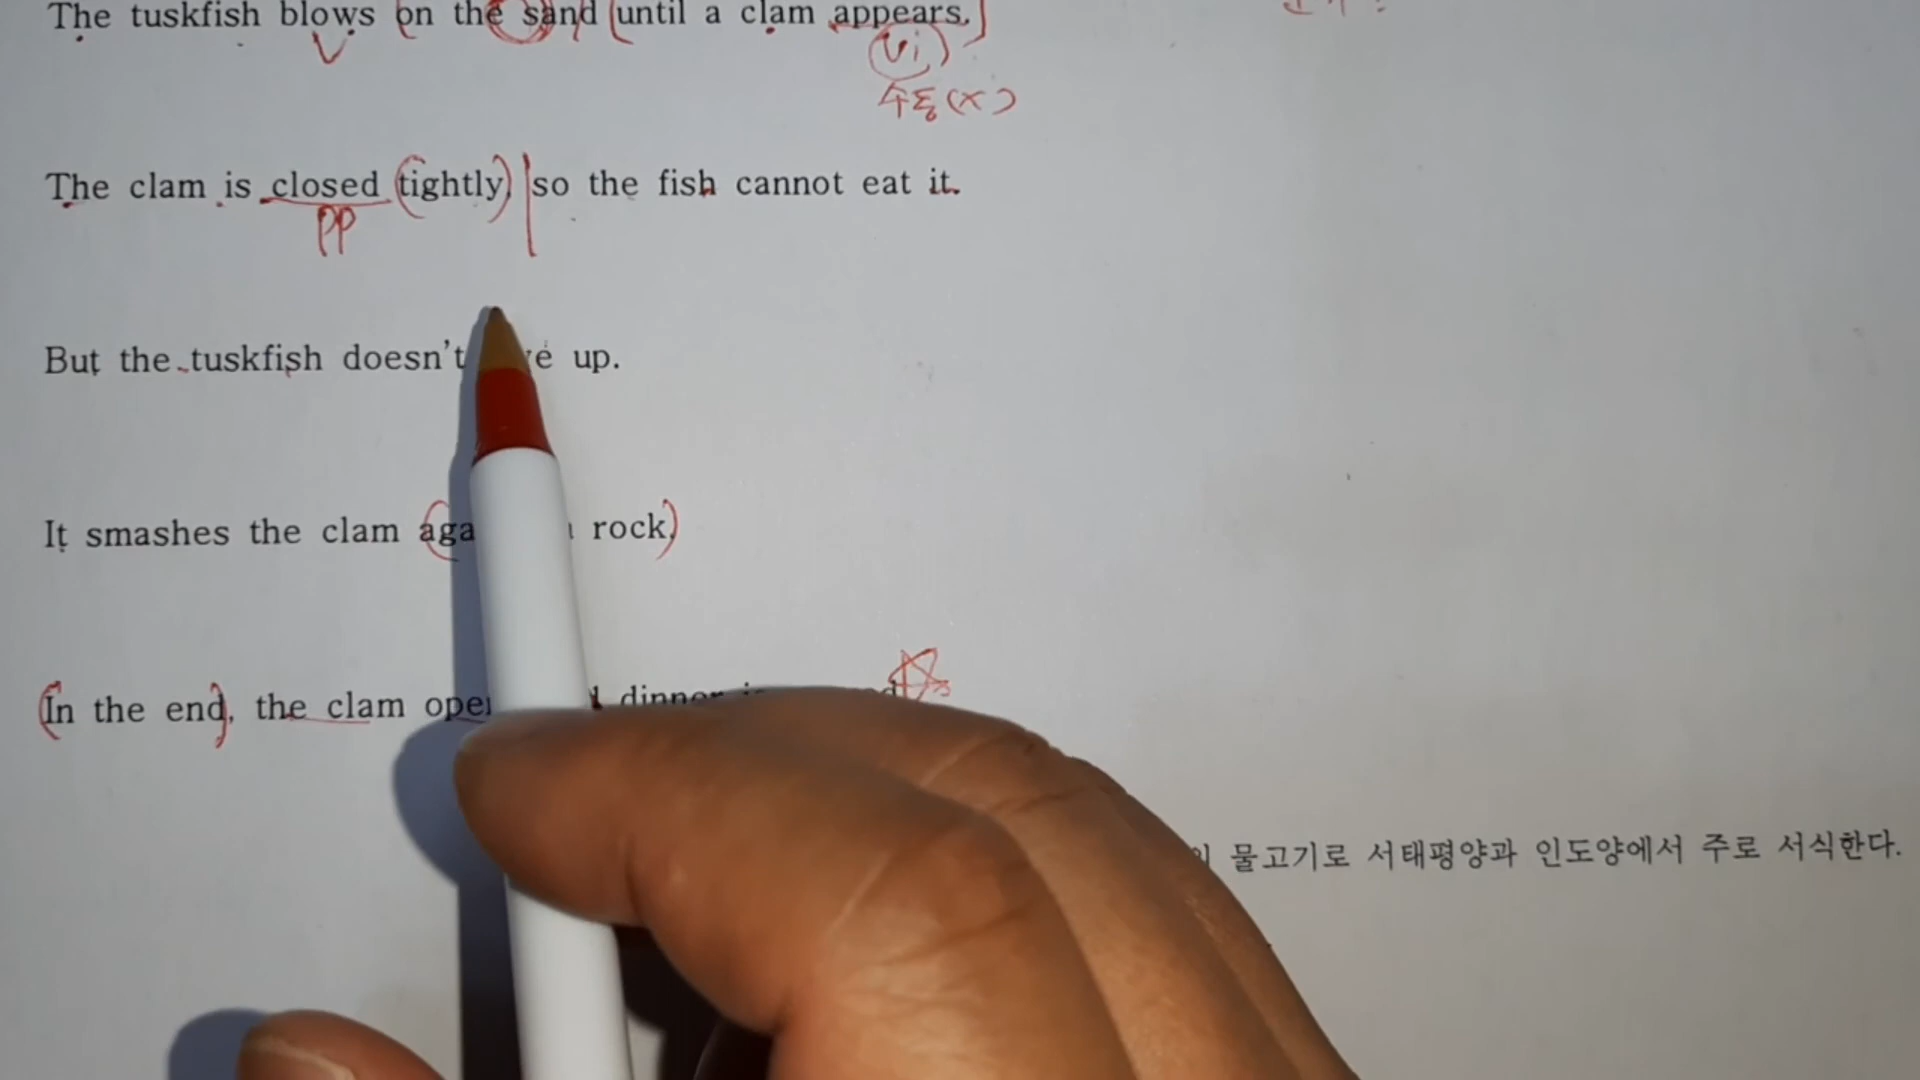 The tuskfish blows on the sand until a clam appears.
V
vi
수동(x)
The clam is closed tightly, so the fish cannot eat it.
pp
But the tuskfish doesn't up.
It smashes the clam rock.
In the end, the clam dinner
물고기로 서태평양과 인도양에서 주로 서식한다.